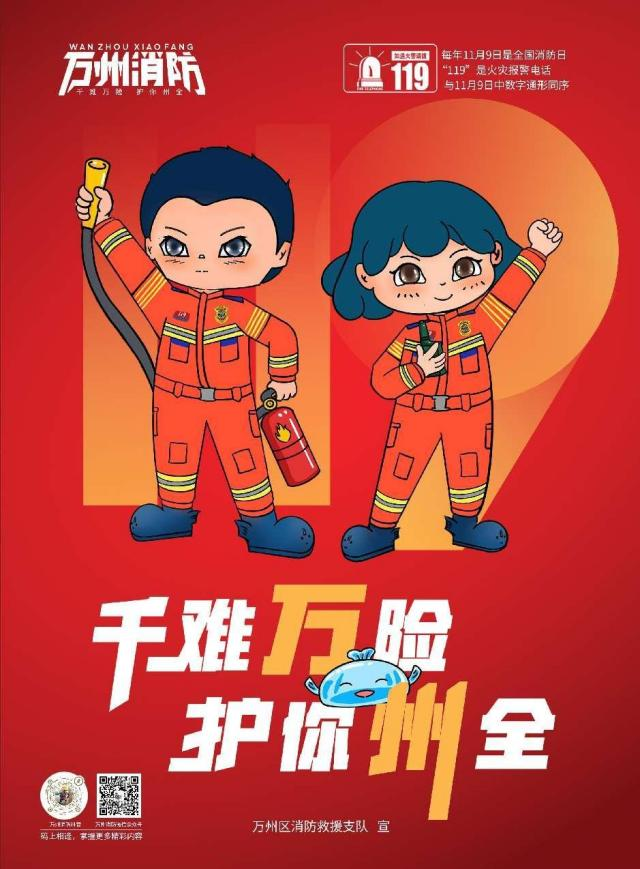 WAN ZHOU XIAO FANG
万州消防
千难万险 护你州全
119
每年11月9日是全国消防日
“119”是火灾报警电话
与11月9日中数字通形同序
千难万险
护你州全
码上相逢，掌握更多精彩内容
万州区消防救援支队 宣